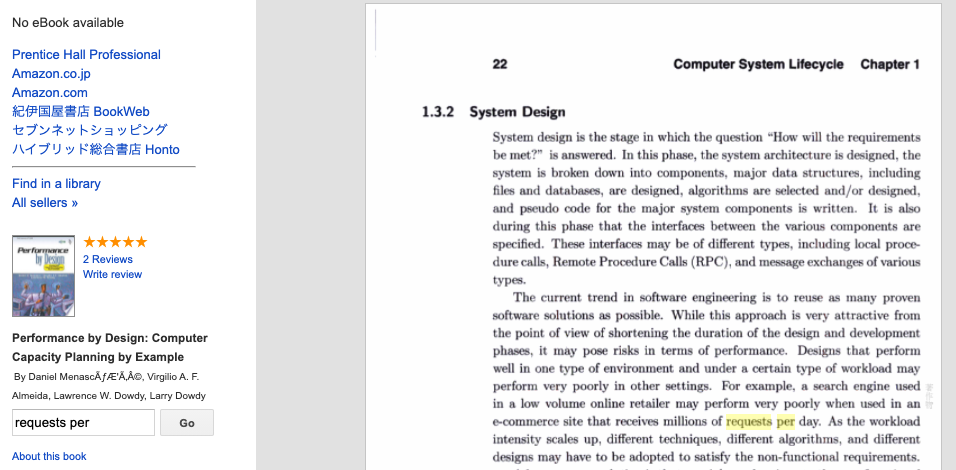 No eBook available
Prentice Hall Professional
Amazon.co.jp
Amazon.com
紀伊国屋書店 BookWeb
セブンネットショッピング
ハイブリッド総合書店 Honto
Find in a library
All sellers »
Performance
by Design
★★★★★
2 Reviews
Write review
Performance by Design: Computer
Capacity Planning by Example
By Daniel MenascÃƒÆ'Ã‚Â©, Virgilio A. F.
Almeida, Lawrence W. Dowdy, Larry Dowdy
requests per
Go
About this book
22 Computer System Lifecycle Chapter 1
1.3.2 System Design
System design is the stage in which the question “How will the requirements
be met?” is answered. In this phase, the system architecture is designed, the
system is broken down into components, major data structures, including
files and databases, are designed, algorithms are selected and/or designed,
and pseudo code for the major system components is written. It is also
during this phase that the interfaces between the various components are
specified. These interfaces may be of different types, including local proce-
dure calls, Remote Procedure Calls (RPC), and message exchanges of various
types.
The current trend in software engineering is to reuse as many proven
software solutions as possible. While this approach is very attractive from
the point of view of shortening the duration of the design and development
phases, it may pose risks in terms of performance. Designs that perform
well in one type of environment and under a certain type of workload may
perform very poorly in other settings. For example, a search engine used
in a low volume online retailer may perform very poorly when used in an
e-commerce site that receives millions of requests per day. As the workload
intensity scales up, different techniques, different algorithms, and different
designs may have to be adopted to satisfy the non-functional requirements.